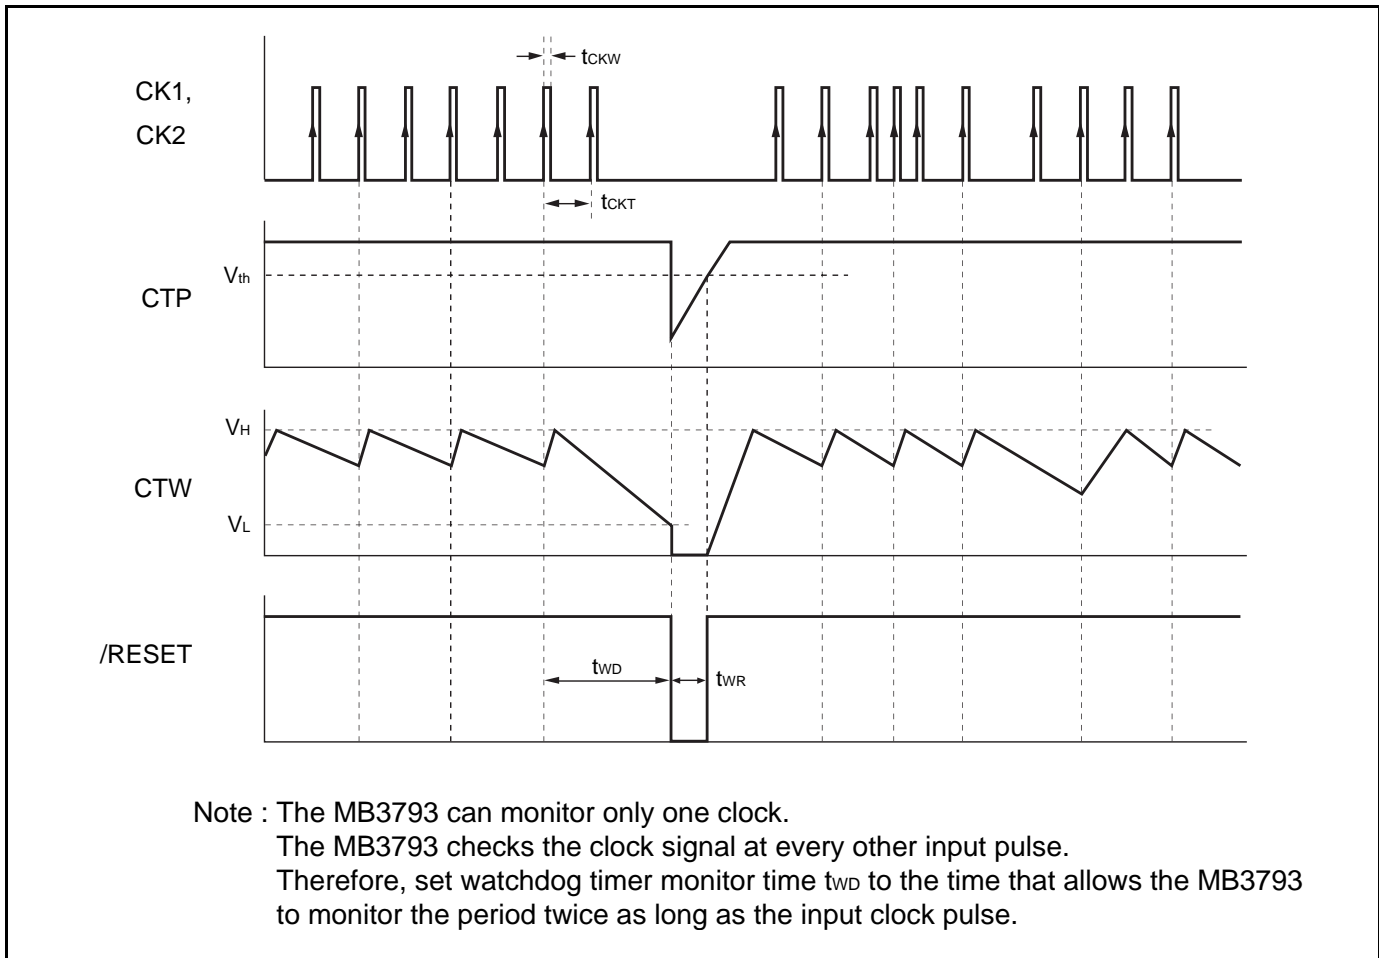 tCKW
CK1,
CK2
tCKT
Vth
CTP
VH
CTW
VL
/RESET
tWD
tWR
Note : The MB3793 can monitor only one clock.
The MB3793 checks the clock signal at every other input pulse.
Therefore, set watchdog timer monitor time tWD to the time that allows the MB3793
to monitor the period twice as long as the input clock pulse.